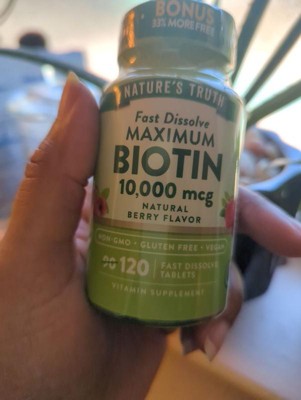 BONUS
33% MORE FREE
NATURE'S TRUTH
Fast Dissolve
MAXIMUM
BIOTIN
10,000 mcg
NATURAL
BERRY FLAVOR
NON-GMO • GLUTEN FREE • VEGAN
90 120 FAST DISSOLVE
TABLETS
VITAMIN SUPPLEMENT